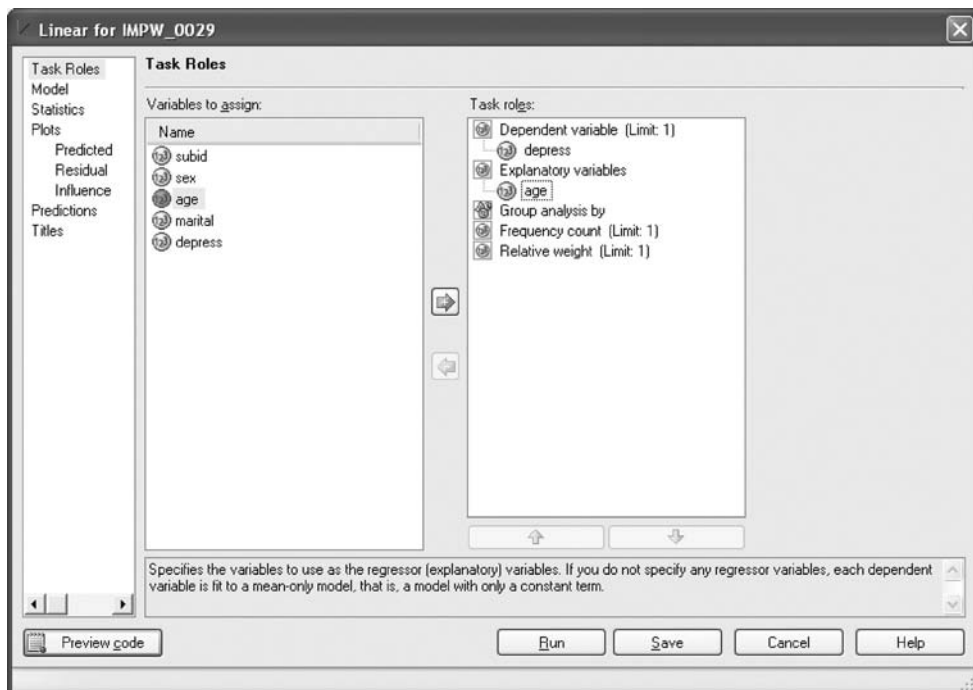 Linear for IMPW_0029
Task Roles
Model
Statistics
Plots
Predicted
Residual
Influence
Predictions
Titles
Task Roles
Variables to assign:
Name
subid
sex
age
marital
depress
Task roles:
Dependent variable (Limit: 1)
depress
Explanatory variables
age
Group analysis by
Frequency count (Limit: 1)
Relative weight (Limit: 1)
Specifies the variables to use as the regressor (explanatory) variables. If you do not specify any regressor variables, each dependent
variable is fit to a mean-only model, that is, a model with only a constant term.
Preview code
Run
Save
Cancel
Help